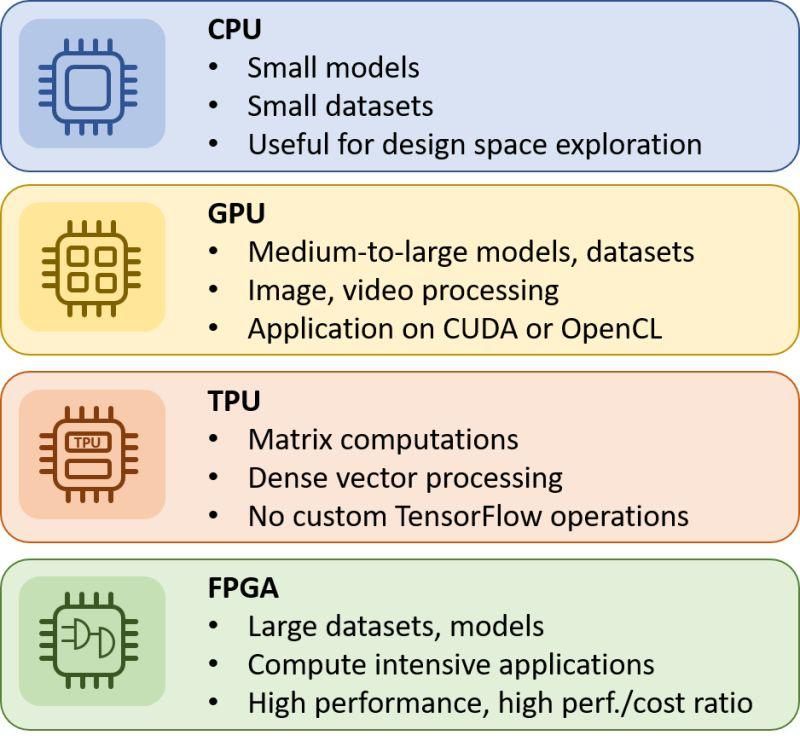 CPU
• Small models
• Small datasets
• Useful for design space exploration
GPU
• Medium-to-large models, datasets
• Image, video processing
• Application on CUDA or OpenCL
TPU
TPU
• Matrix computations
• Dense vector processing
• No custom TensorFlow operations
FPGA
• Large datasets, models
• Compute intensive applications
• High performance, high perf./cost ratio